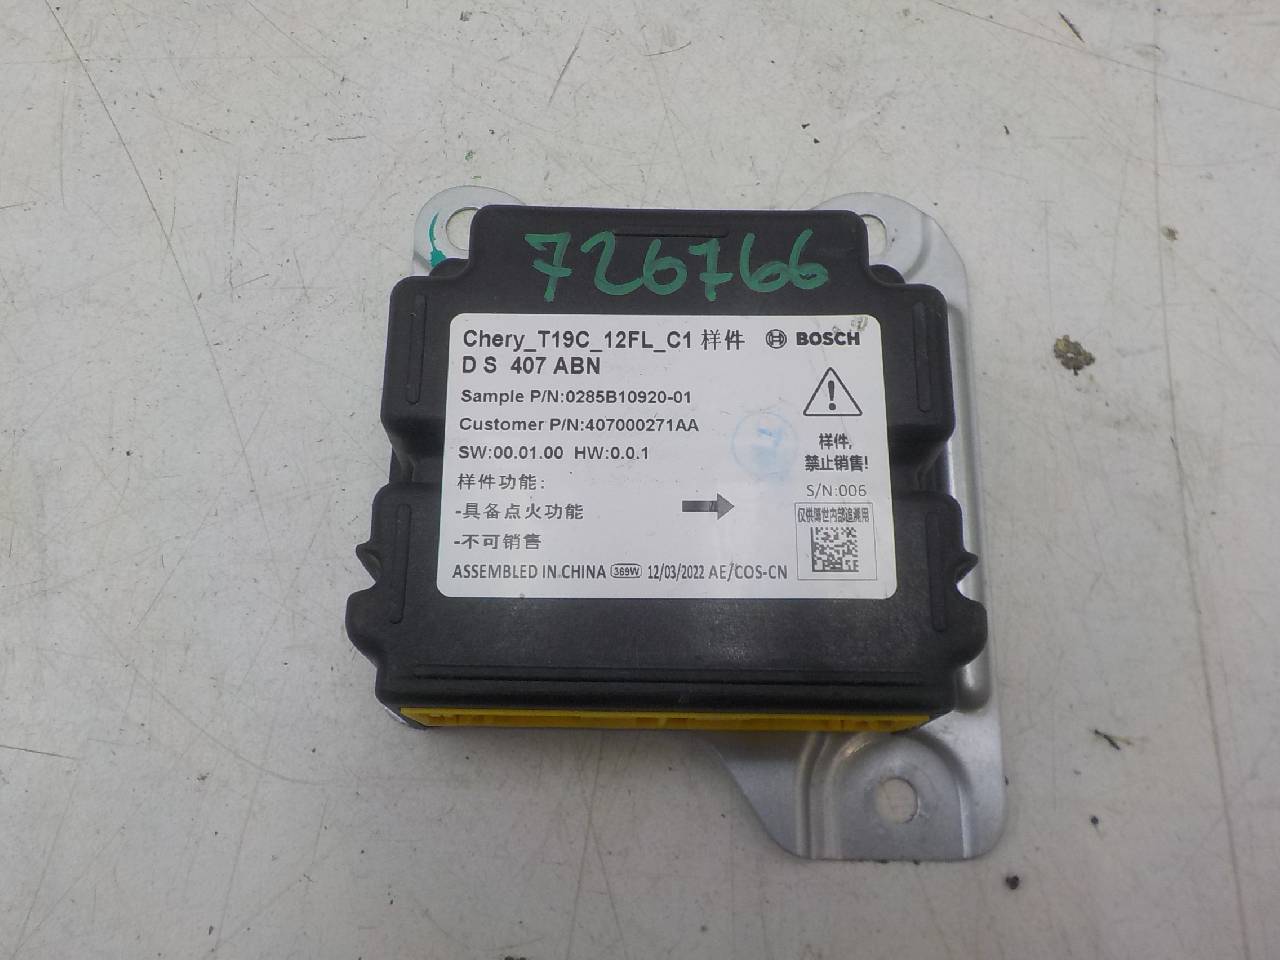 726766
Chery_T19C_12FL_C1 样件 BOSCH
D S 407 ABN
Sample P/N:0285B10920-01
Customer P/N:407000271AA
SW:00.01.00 HW:0.0.1
样件,
禁止销售!
样件功能:
S/N:006
-具备点火功能
仅供博世内部追溯用
-不可销售
ASSEMBLED IN CHINA 369W 12/03/2022 AE/COS-CN